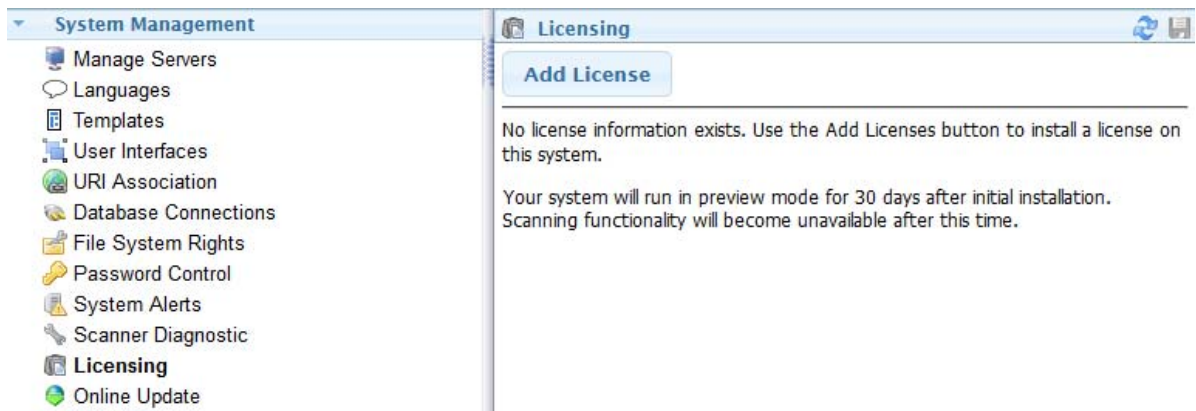 System Management
Manage Servers
Languages
Templates
User Interfaces
URI Association
Database Connections
File System Rights
Password Control
System Alerts
Scanner Diagnostic
Licensing
Online Update
Licensing
Add License
No license information exists. Use the Add Licenses button to install a license on
this system.
Your system will run in preview mode for 30 days after initial installation.
Scanning functionality will become unavailable after this time.